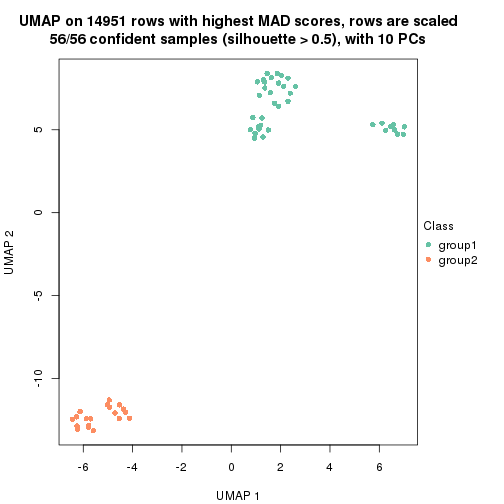 UMAP on 14951 rows with highest MAD scores, rows are scaled
56/56 confident samples (silhouette > 0.5), with 10 PCs
5
0
-5
-10
UMAP 2
Class
group1
group2
-6 -4 -2 0 2 4 6
UMAP 1